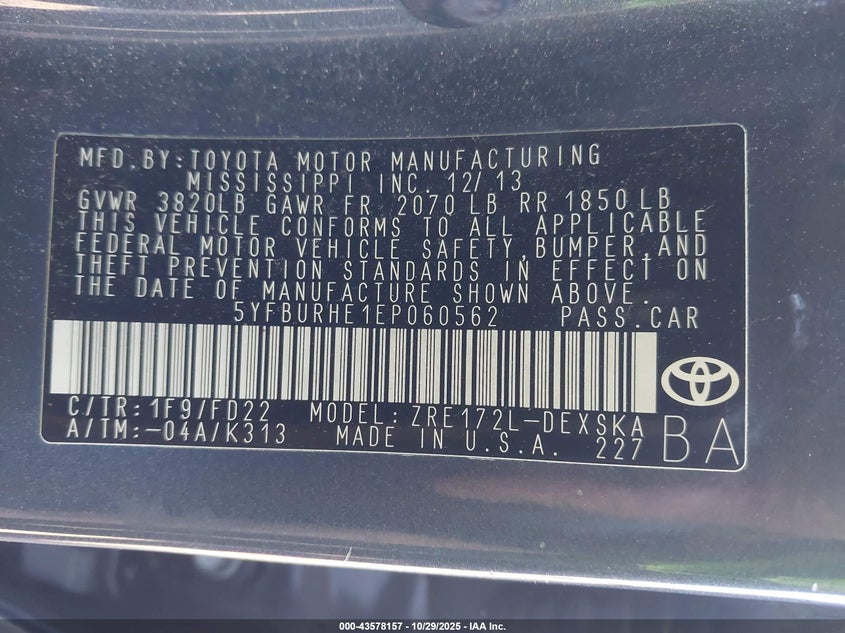 MFD.BY:TOYOTA MOTOR MANUFACTURING
MISSISSIPPI INC. 12/13
GVWR 3820LB GAWR FR 2070 LB RR 1850 LB
THIS VEHICLE CONFORMS TO ALL APPLICABLE
FEDERAL MOTOR VEHICLE SAFETY,BUMPER,AND
THEFT PREVENTION STANDARDS IN EFFECT ON
THE DATE OF MANUFACTURE SHOWN ABOVE.
5YFBURHE1EP060562 PASS.CAR
C/TR:1F9/FD22 MODEL:ZRE172L-DEXSKA
A/TM:-04A/K313 MADE IN U.S.A. 227
BA
000-43578157 • 10/29/2025 • IAA Inc.